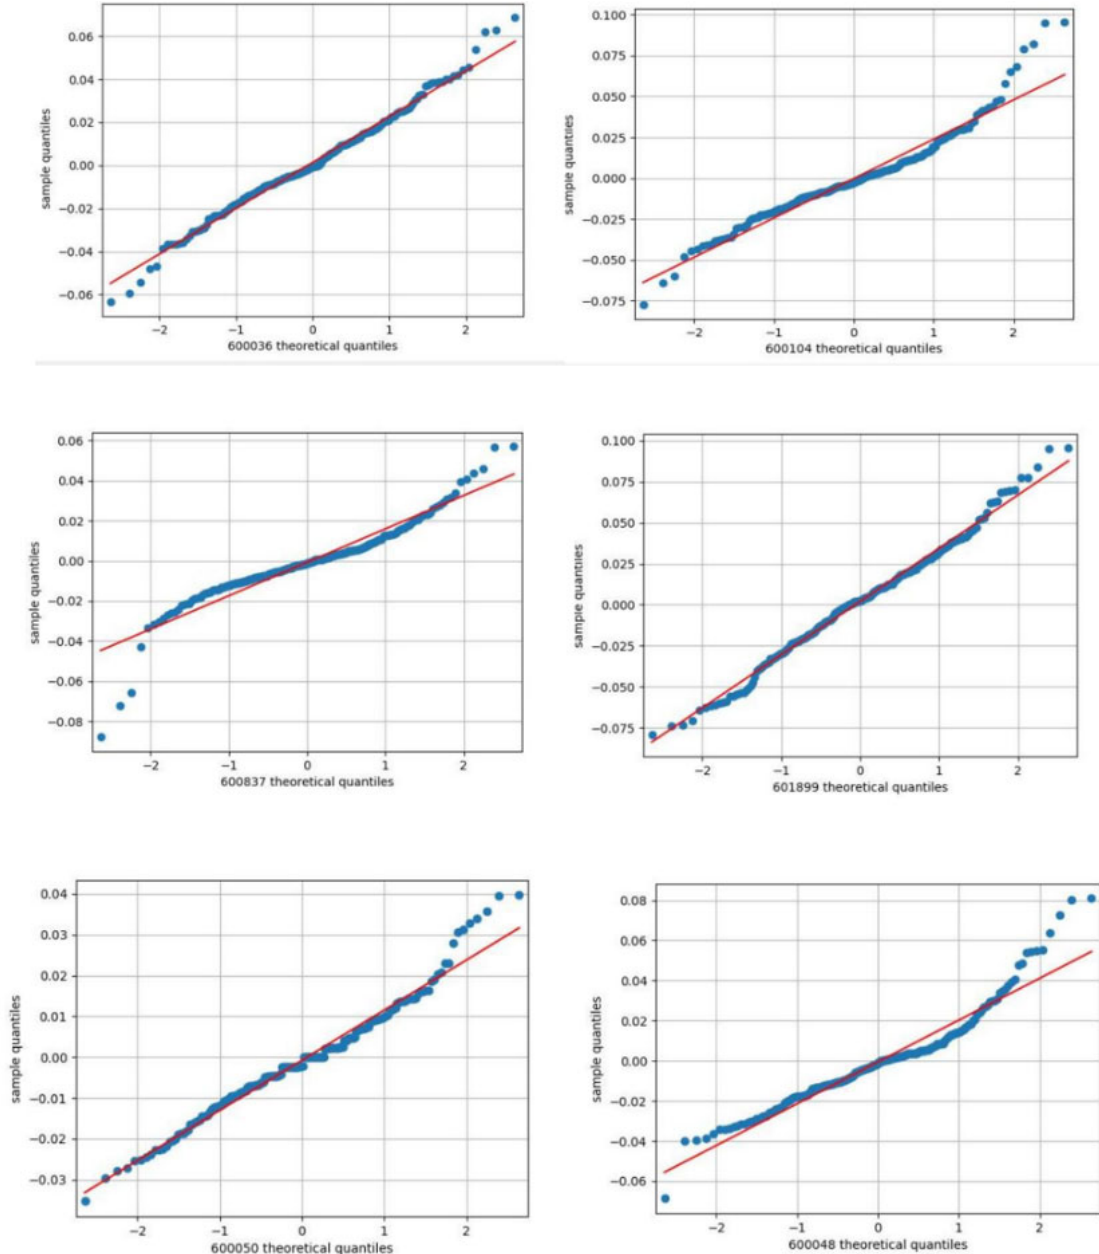 0.06
0.04
0.02
0.00
−0.02
−0.04
−0.06
sample quantiles
−2 −1 0 1 2
600036 theoretical quantiles
0.100
0.075
0.050
0.025
0.000
−0.025
−0.050
−0.075
sample quantiles
−2 −1 0 1 2
600104 theoretical quantiles
0.06
0.04
0.02
0.00
−0.02
−0.04
−0.06
−0.08
sample quantiles
−2 −1 0 1 2
600837 theoretical quantiles
0.100
0.075
0.050
0.025
0.000
−0.025
−0.050
−0.075
sample quantiles
−2 −1 0 1 2
601899 theoretical quantiles
0.04
0.03
0.02
0.01
0.00
−0.01
−0.02
−0.03
sample quantiles
−2 −1 0 1 2
600050 theoretical quantiles
0.08
0.06
0.04
0.02
0.00
−0.02
−0.04
−0.06
sample quantiles
−2 −1 0 1 2
600048 theoretical quantiles